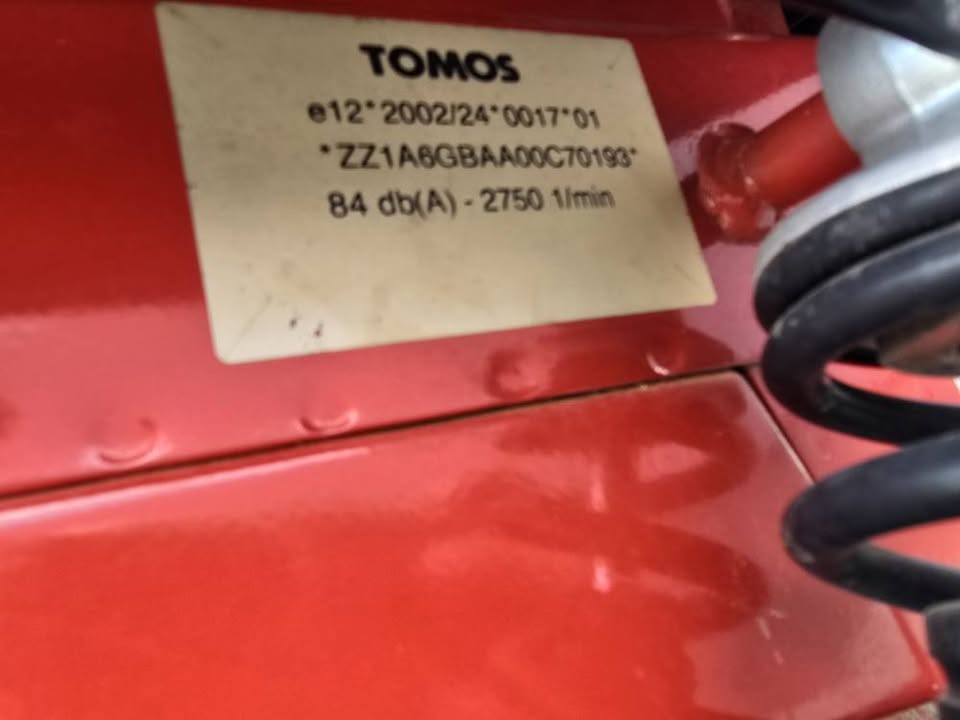 TOMOS
e12*2002/24*0017*01
*ZZ1A6GBAA00C70193*
84 db(A) - 2750 1/min